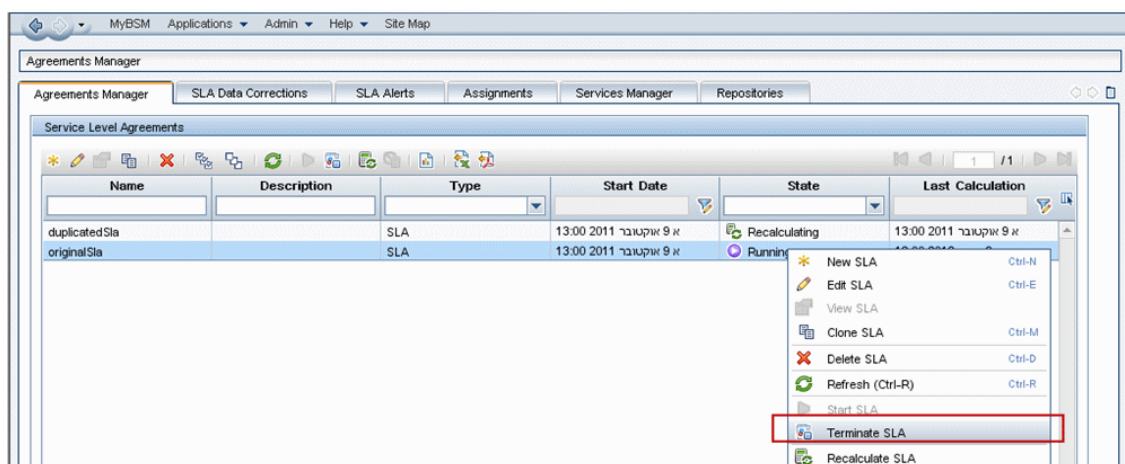 MyBSM Applications Admin Help Site Map
Agreements Manager
Agreements Manager SLA Data Corrections SLA Alerts Assignments Services Manager Repositories
Service Level Agreements
1 /1
Name Description Type Start Date State Last Calculation
duplicatedSla SLA א 9 אוקטובר 2011 13:00 Recalculating א 9 אוקטובר 2011 13:00
originalSla SLA א 9 אוקטובר 2011 13:00 Running
New SLA Ctrl-N
Edit SLA Ctrl-E
View SLA
Clone SLA Ctrl-M
Delete SLA Ctrl-D
Refresh (Ctrl-R) Ctrl-R
Start SLA
Terminate SLA
Recalculate SLA